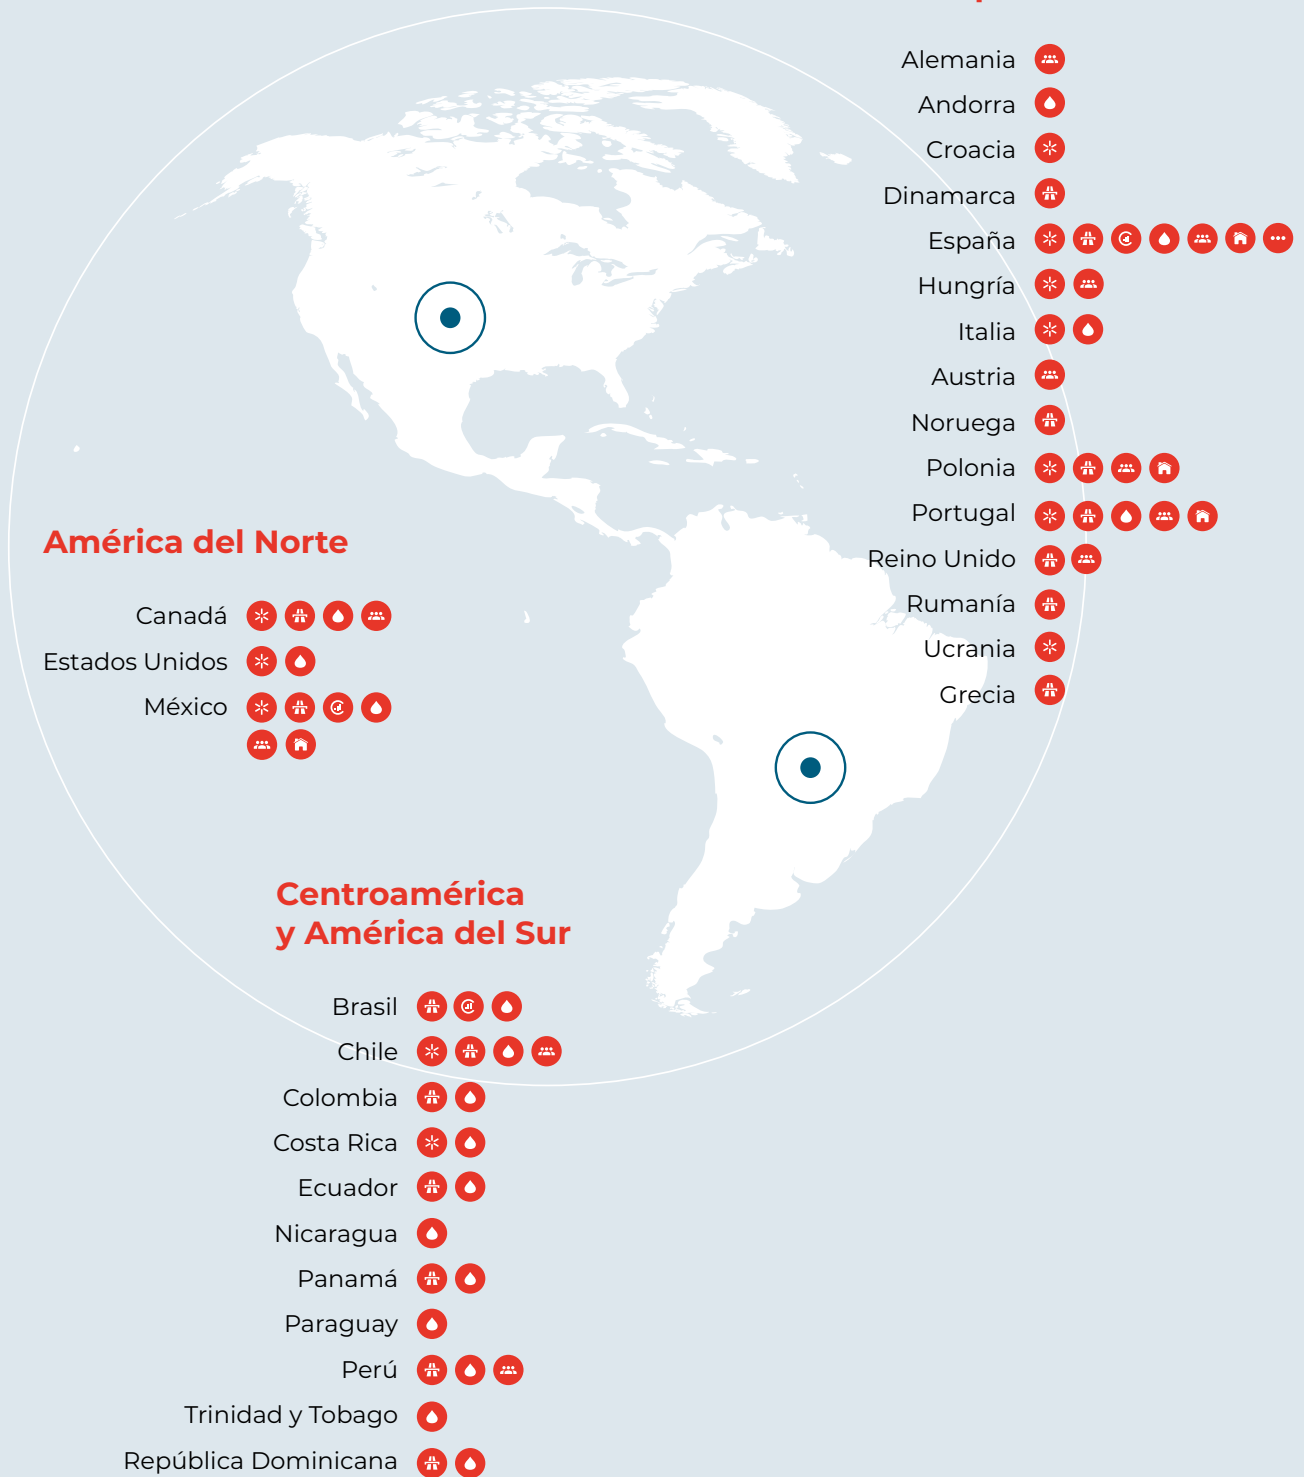 Alemania
Andorra
Croacia
Dinamarca
España
Hungría
Italia
Austria
Noruega
Polonia
Portugal
Reino Unido
Rumanía
Ucrania
Grecia
América del Norte
Canadá
Estados Unidos
México
Centroamérica
y América del Sur
Brasil
Chile
Colombia
Costa Rica
Ecuador
Nicaragua
Panamá
Paraguay
Perú
Trinidad y Tobago
República Dominicana